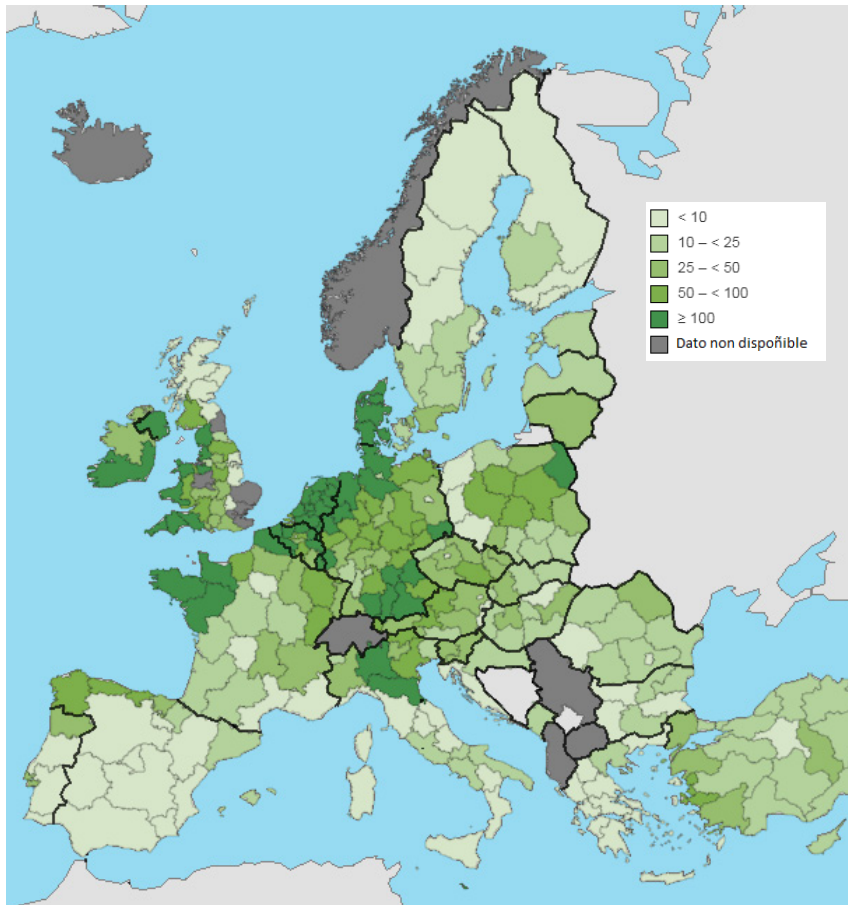 < 10
10 – < 25
25 – < 50
50 – < 100
≥ 100
Dato non dispoñible